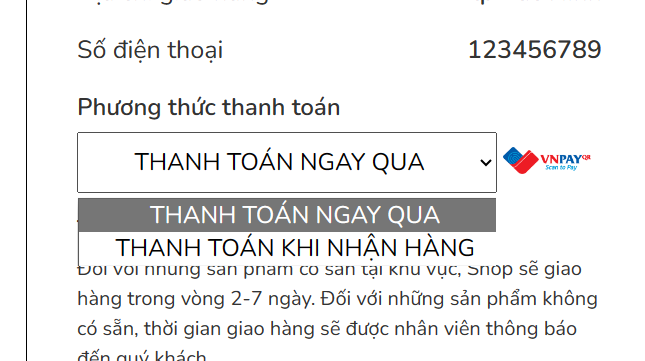 Số điện thoại
123456789
Phương thức thanh toán
THANH TOÁN NGAY QUA
VNPAY QR
Scan to Pay
THANH TOÁN NGAY QUA
THANH TOÁN KHI NHẬN HÀNG
Đối với những sản phẩm có sẵn tại khu vực, Shop sẽ giao
hàng trong vòng 2-7 ngày. Đối với những sản phẩm không
có sẵn, thời gian giao hàng sẽ được nhân viên thông báo
đến quý khách